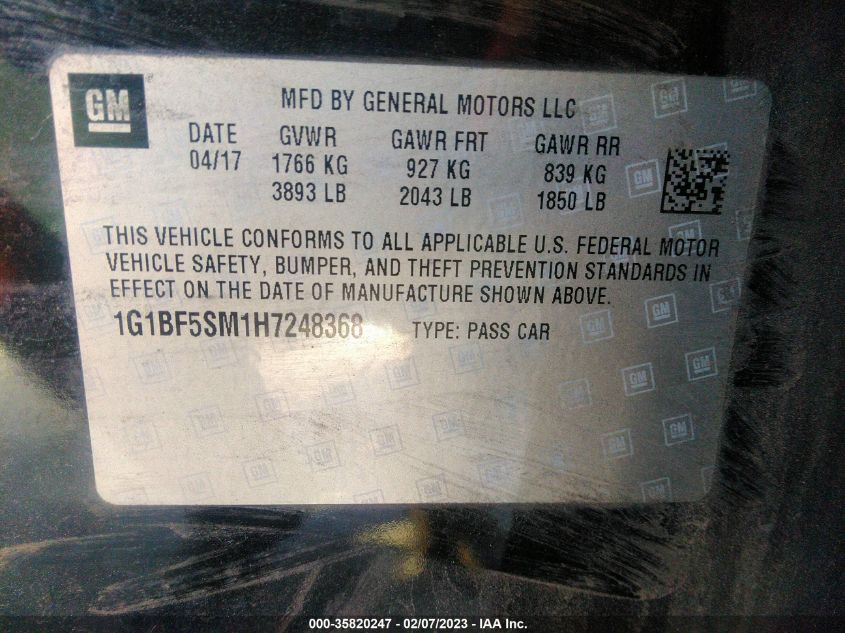 GM
MFD BY GENERAL MOTORS LLC
DATE GVWR GAWR FRT GAWR RR
04/17 1766 KG 927 KG 839 KG
3893 LB 2043 LB 1850 LB
THIS VEHICLE CONFORMS TO ALL APPLICABLE U.S. FEDERAL MOTOR
VEHICLE SAFETY, BUMPER, AND THEFT PREVENTION STANDARDS IN
EFFECT ON THE DATE OF MANUFACTURE SHOWN ABOVE.
1G1BF5SM1H7248368 TYPE: PASS CAR
000-35820247 - 02/07/2023 - IAA Inc.